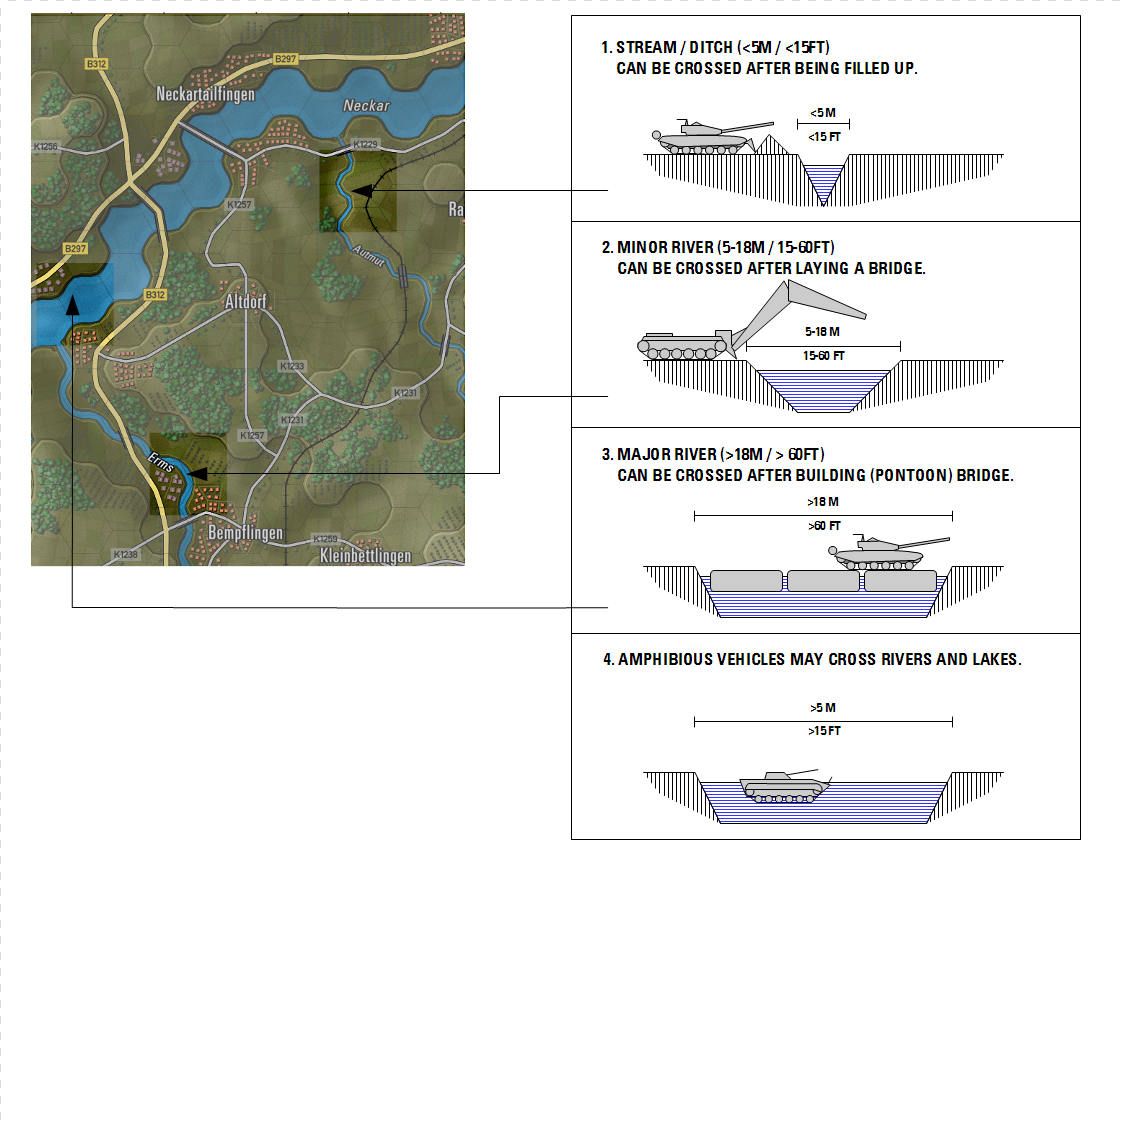 B312
B297
Neckartailfingen
Neckar
K1256
K1229
K1257
Ra
B297
Autmut
B312
Altdorf
K1233
K1231
K1231
K1257
Erms
Bempflingen
K1259
K1238
Kleinbettlingen
1. STREAM / DITCH (<5M / <15FT)
CAN BE CROSSED AFTER BEING FILLED UP.
<5 M
<15 FT
2. MINOR RIVER (5-18M / 15-60FT)
CAN BE CROSSED AFTER LAYING A BRIDGE.
5-18 M
15-60 FT
3. MAJOR RIVER (>18M / > 60FT)
CAN BE CROSSED AFTER BUILDING (PONTOON) BRIDGE.
>18 M
>60 FT
4. AMPHIBIOUS VEHICLES MAY CROSS RIVERS AND LAKES.
>5 M
>15 FT